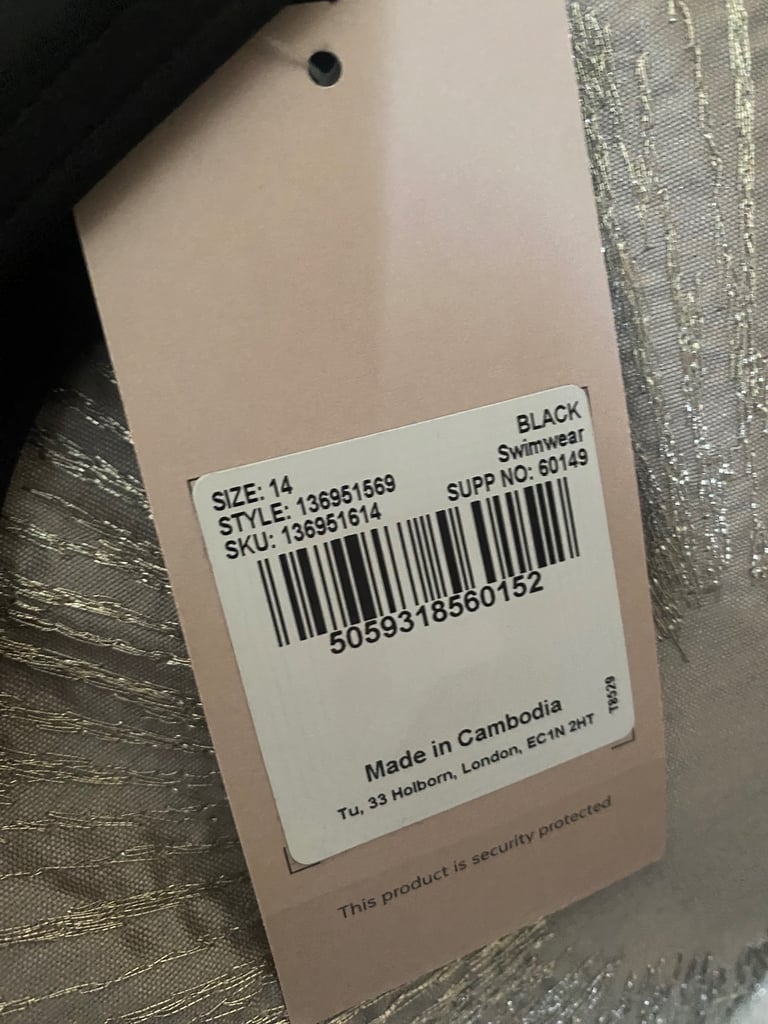 BLACK
SIZE: 14 Swimwear
STYLE: 136951569 SUPP NO: 60149
SKU: 136951614
5059318560152
T8529
Made in Cambodia
Tu, 33 Holborn, London, EC1N 2HT
This product is security protected